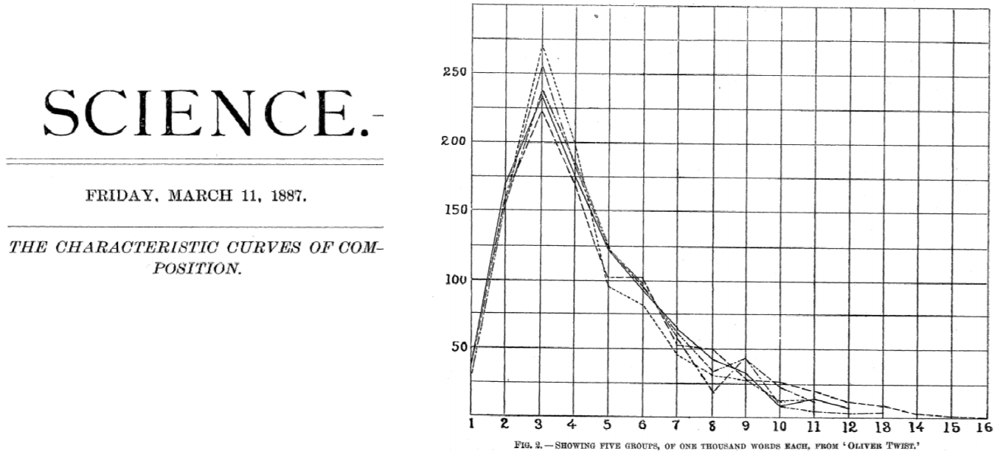 SCIENCE.
FRIDAY, MARCH 11, 1887.
THE CHARACTERISTIC CURVES OF COM-
POSITION.
250
200
150
100
50
1 2 3 4 5 6 7 8 9 10 11 12 13 14 15 16
FIG. 2.—SHOWING FIVE GROUPS, OF ONE THOUSAND WORDS EACH, FROM 'OLIVER TWIST.'